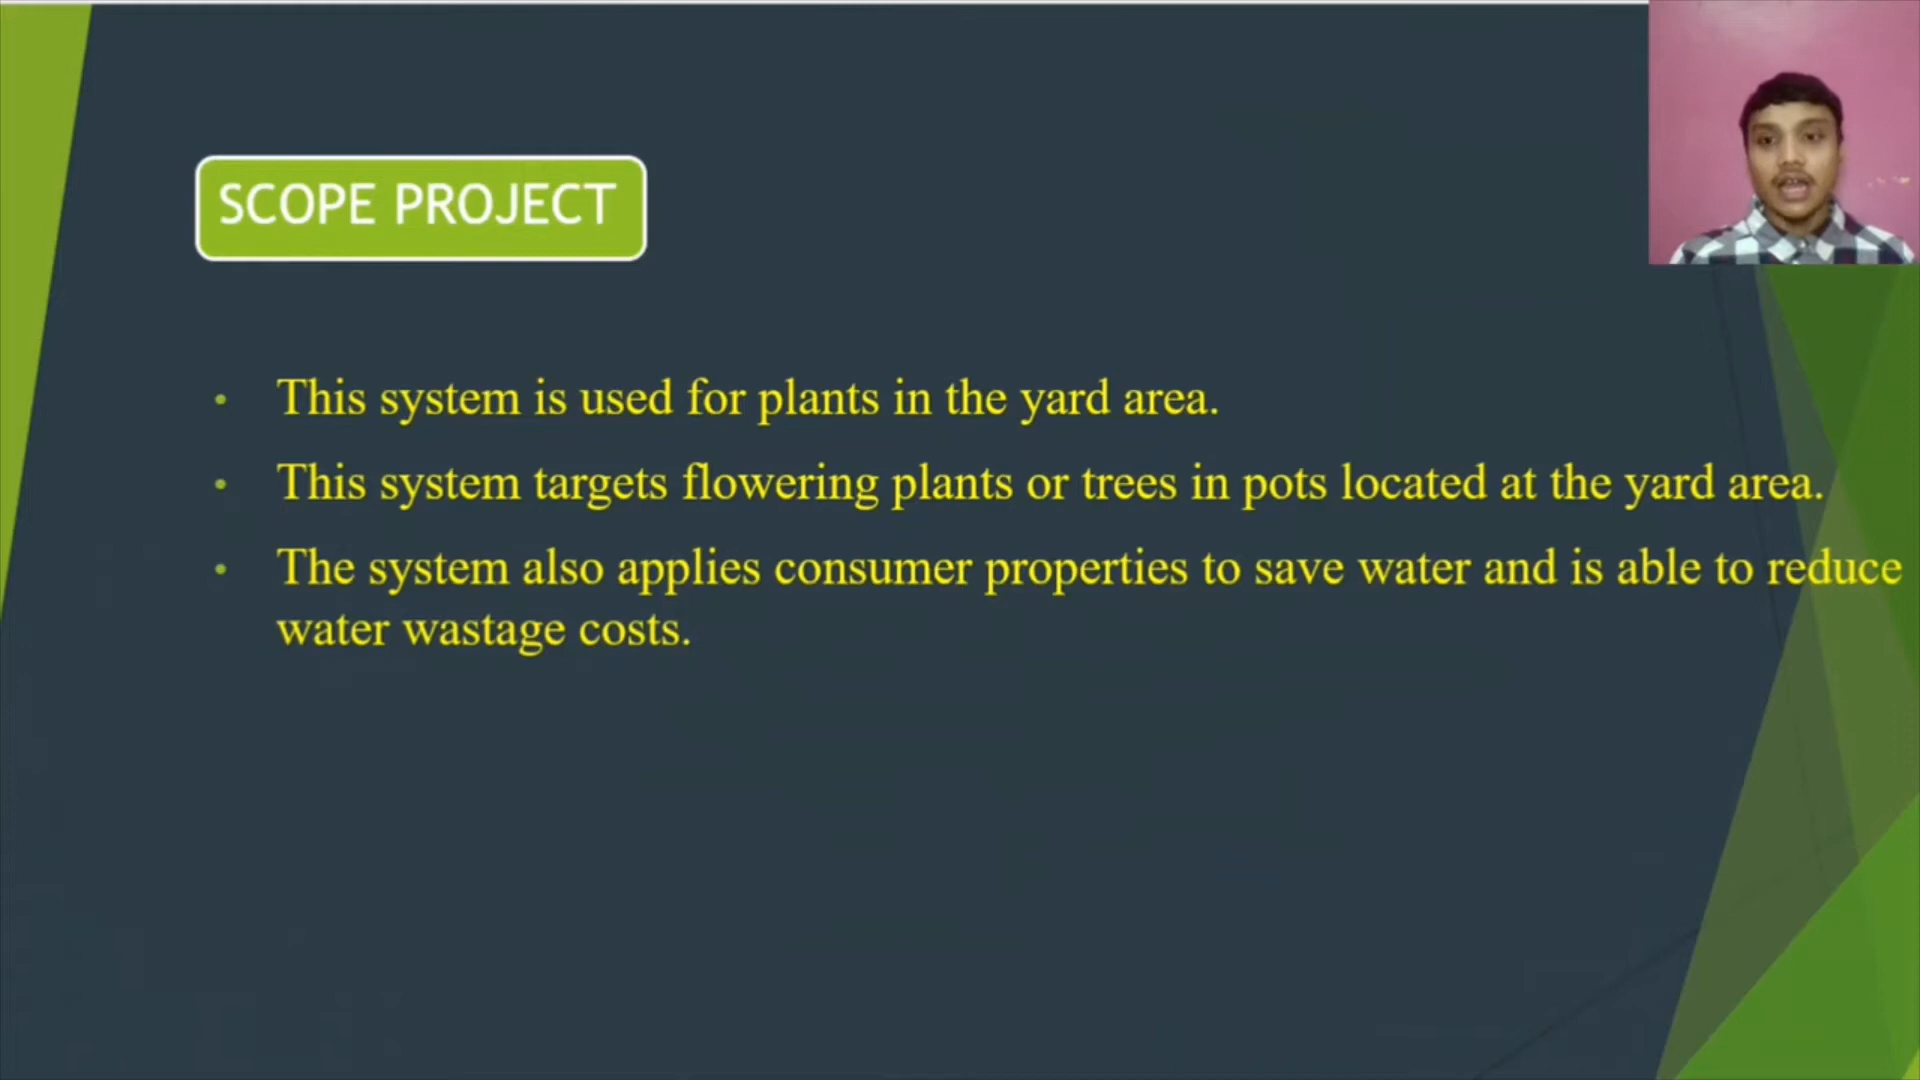 SCOPE PROJECT
• This system is used for plants in the yard area.
• This system targets flowering plants or trees in pots located at the yard area.
• The system also applies consumer properties to save water and is able to reduce
water wastage costs.